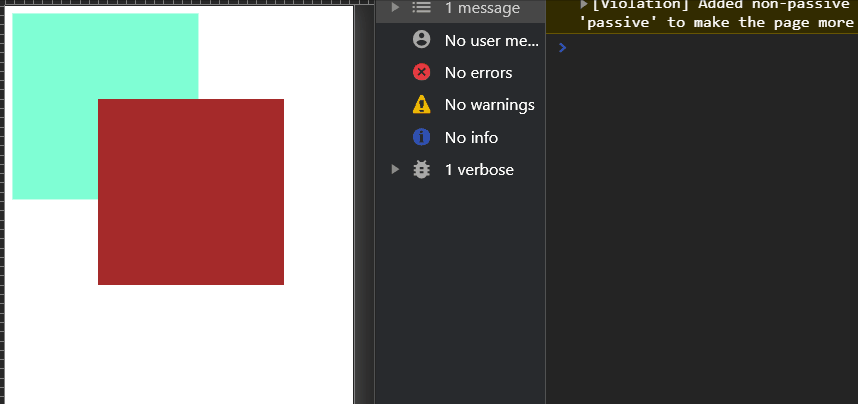 1 message
No user me...
No errors
No warnings
No info
1 verbose
[Violation] Added non-passive
'passive' to make the page more